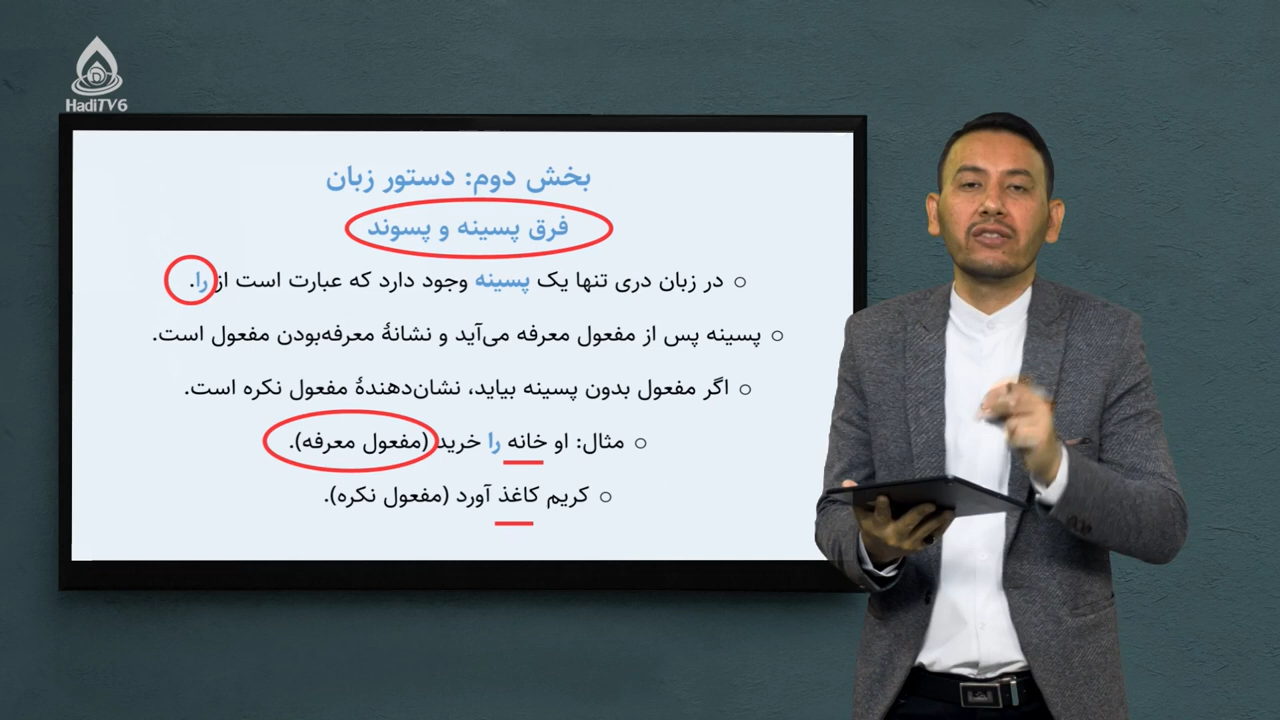 HadiTV6
بخش دوم: دستور زبان
فرق پسینه و پسوند
در زبان دری تنها یک پسینه وجود دارد که عبارت است از را.
پسینه پس از مفعول معرفه می‌آید و نشانهٔ معرفه‌بودن مفعول است.
اگر مفعول بدون پسینه بیاید، نشان‌دهندهٔ مفعول نکره است.
مثال: او خانه را خرید (مفعول معرفه).
کریم کاغذ آورد (مفعول نکره).